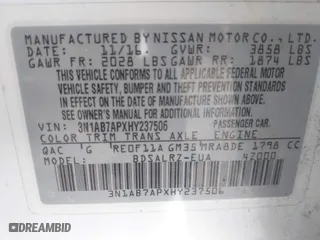 MANUFACTURED BY NISSAN MOTOR CO., LTD.
DATE: 11/16 GVWR: 3858 LBS
GAWR FR: 2028 LBS GAWR RR: 1874 LBS
THIS VEHICLE CONFORMS TO ALL APPLICABLE
FEDERAL MOTOR VEHICLE
SAFETY, BUMPER AND THEFT PREVENTION
STANDARDS IN EFFECT ON THE DATE OF
MANUFACTURE SHOWN ABOVE.
SEE OWNER'S MANUAL FOR ADDITIONAL
INFORMATION
VIN: 3N1AB7APXHY237506 PASSENGER CAR.
COLOR TRIM TRANS AXLE ENGINE
QAK G RE0F11A GM35 MRA8DE 1798 CC
MODEL: BDSALRZ-EUA 47000
3N1AB7APXHY237506
DEALERSHIP
AutoBidCar